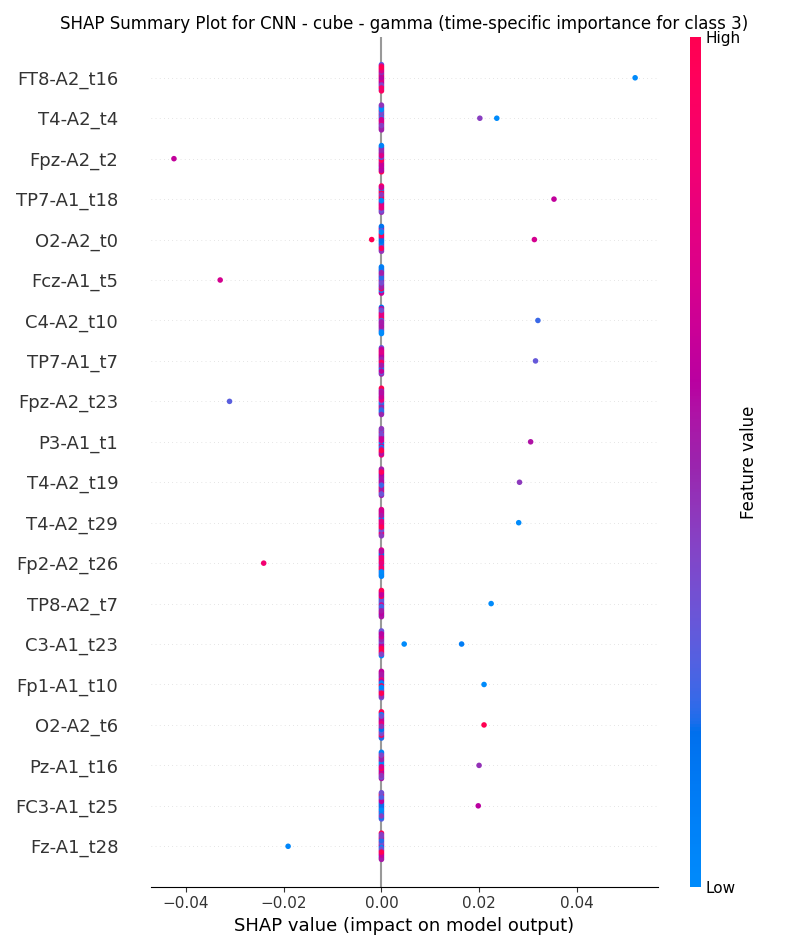 SHAP Summary Plot for CNN - cube - gamma (time-specific importance for class 3)
High
FT8-A2_t16
T4-A2_t4
Fpz-A2_t2
TP7-A1_t18
O2-A2_t0
Fcz-A1_t5
C4-A2_t10
TP7-A1_t7
Fpz-A2_t23
P3-A1_t1
T4-A2_t19
T4-A2_t29
Fp2-A2_t26
TP8-A2_t7
C3-A1_t23
Fp1-A1_t10
O2-A2_t6
Pz-A1_t16
FC3-A1_t25
Fz-A1_t28
Feature value
Low
−0.04 −0.02 0.00 0.02 0.04
SHAP value (impact on model output)